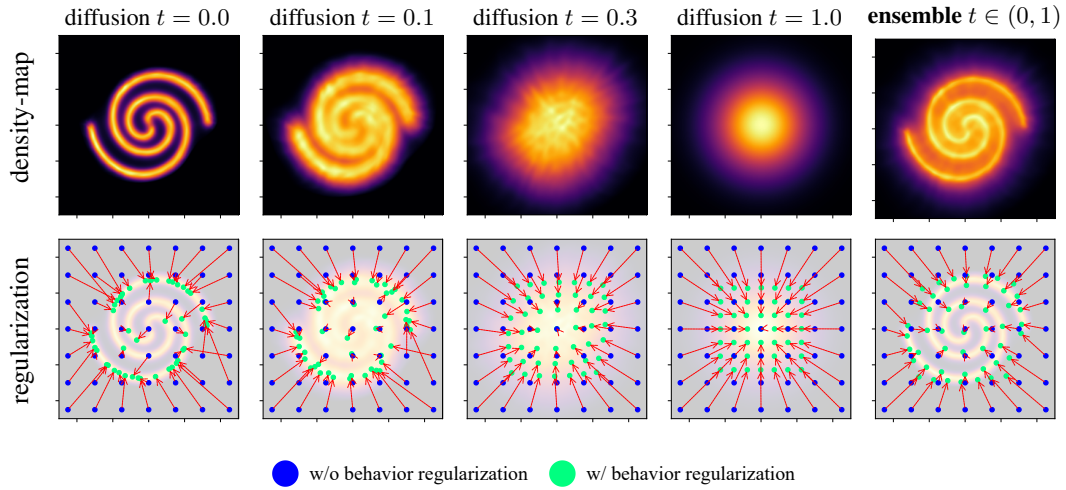 diffusion t = 0.0
diffusion t = 0.1
diffusion t = 0.3
diffusion t = 1.0
ensemble t ∈ (0, 1)
density-map
regularization
w/o behavior regularization
w/ behavior regularization